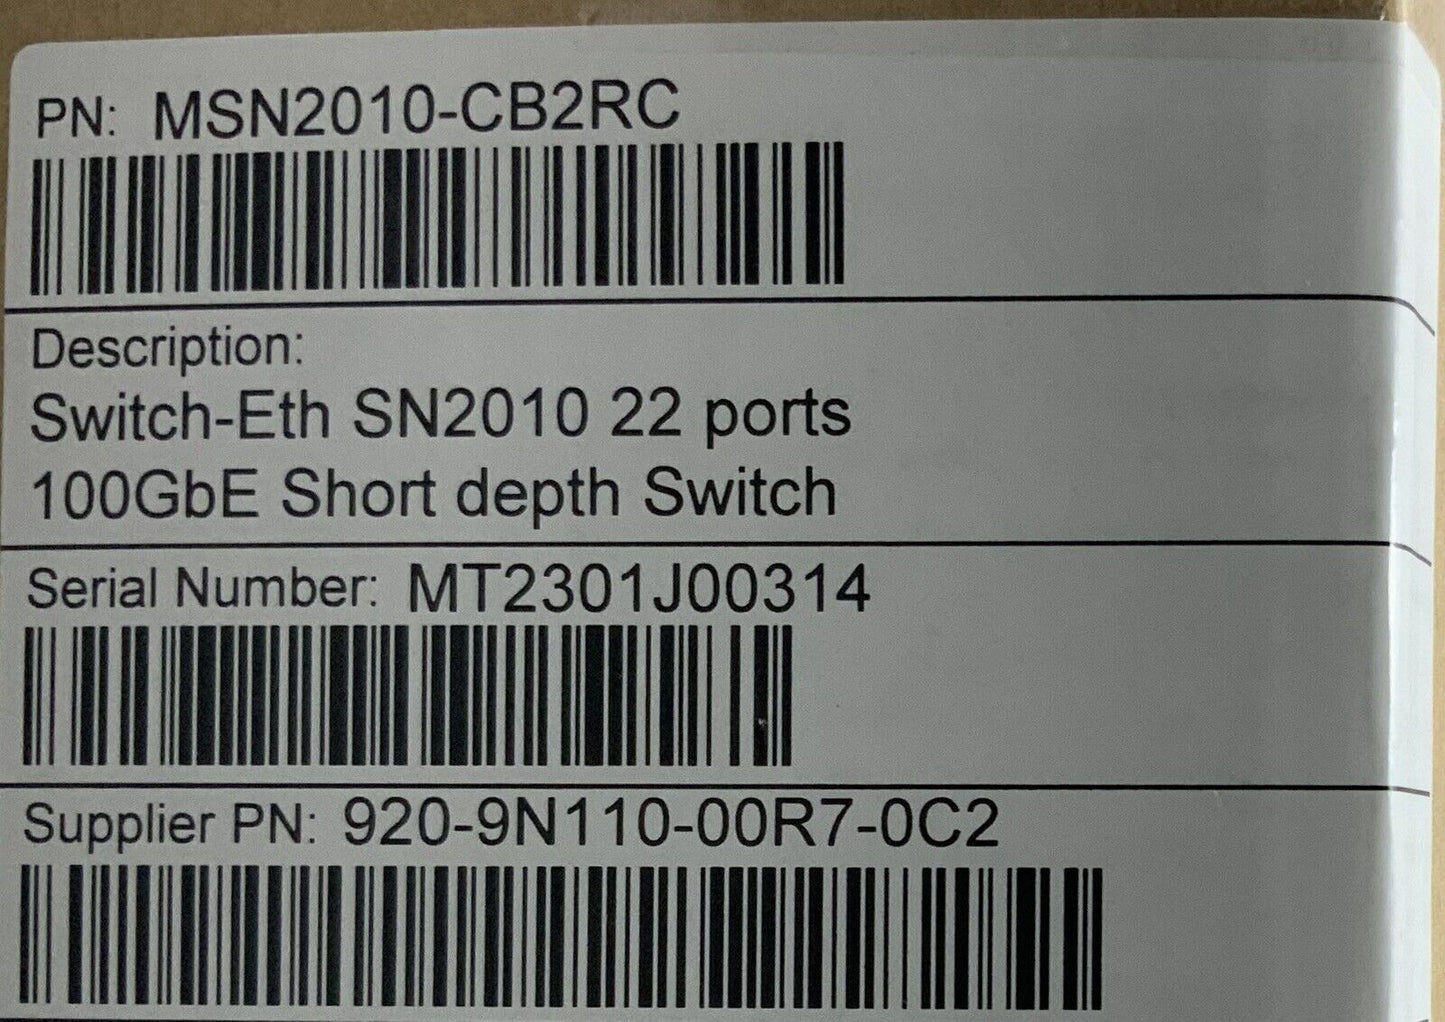 PN: MSN2010-CB2RC
Description:
Switch-Eth SN2010 22 ports
100GbE Short depth Switch
Serial Number: MT2301J00314
Supplier PN: 920-9N110-00R7-0C2